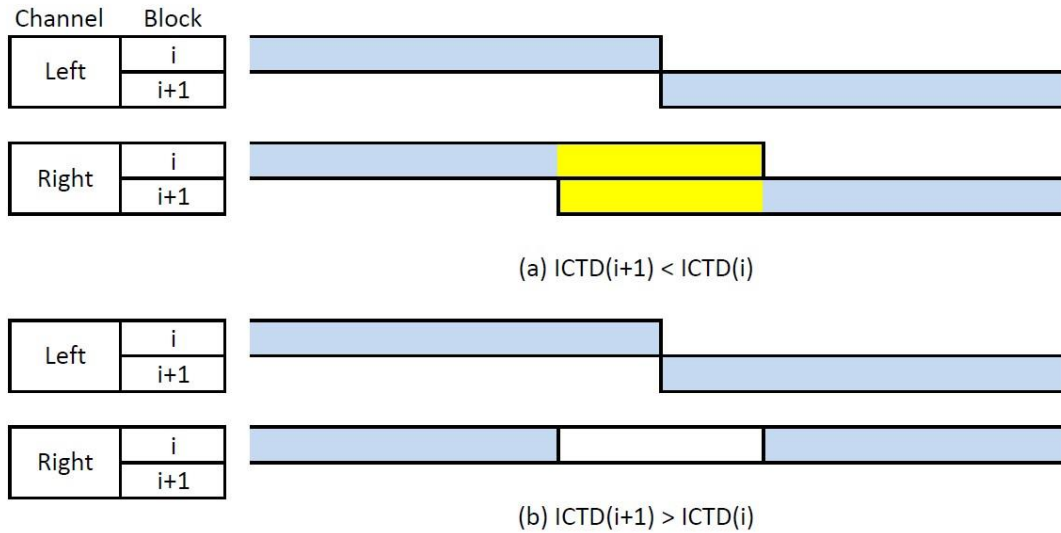 Channel Block
Left i
i+1
Right i
i+1
(a) ICTD(i+1) < ICTD(i)
Left i
i+1
Right i
i+1
(b) ICTD(i+1) > ICTD(i)